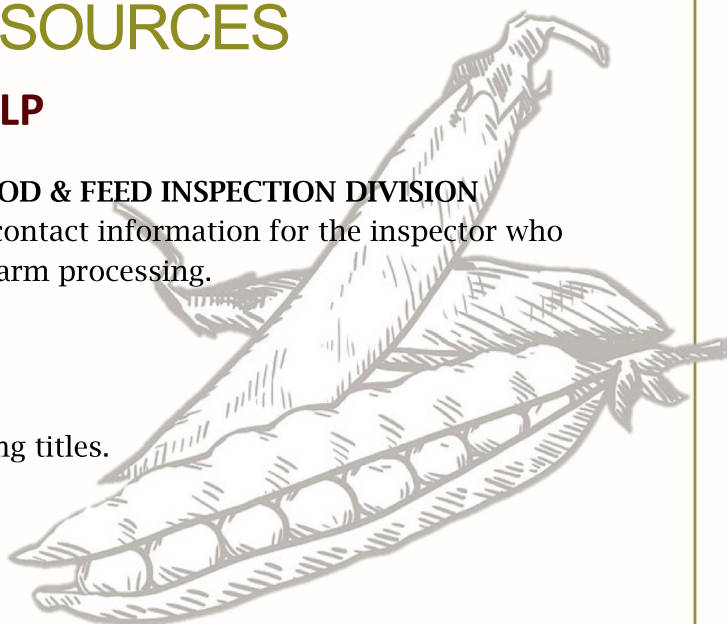 SOURCES
LP
OD & FEED INSPECTION DIVISION
contact information for the inspector who
arm processing.
ng titles.